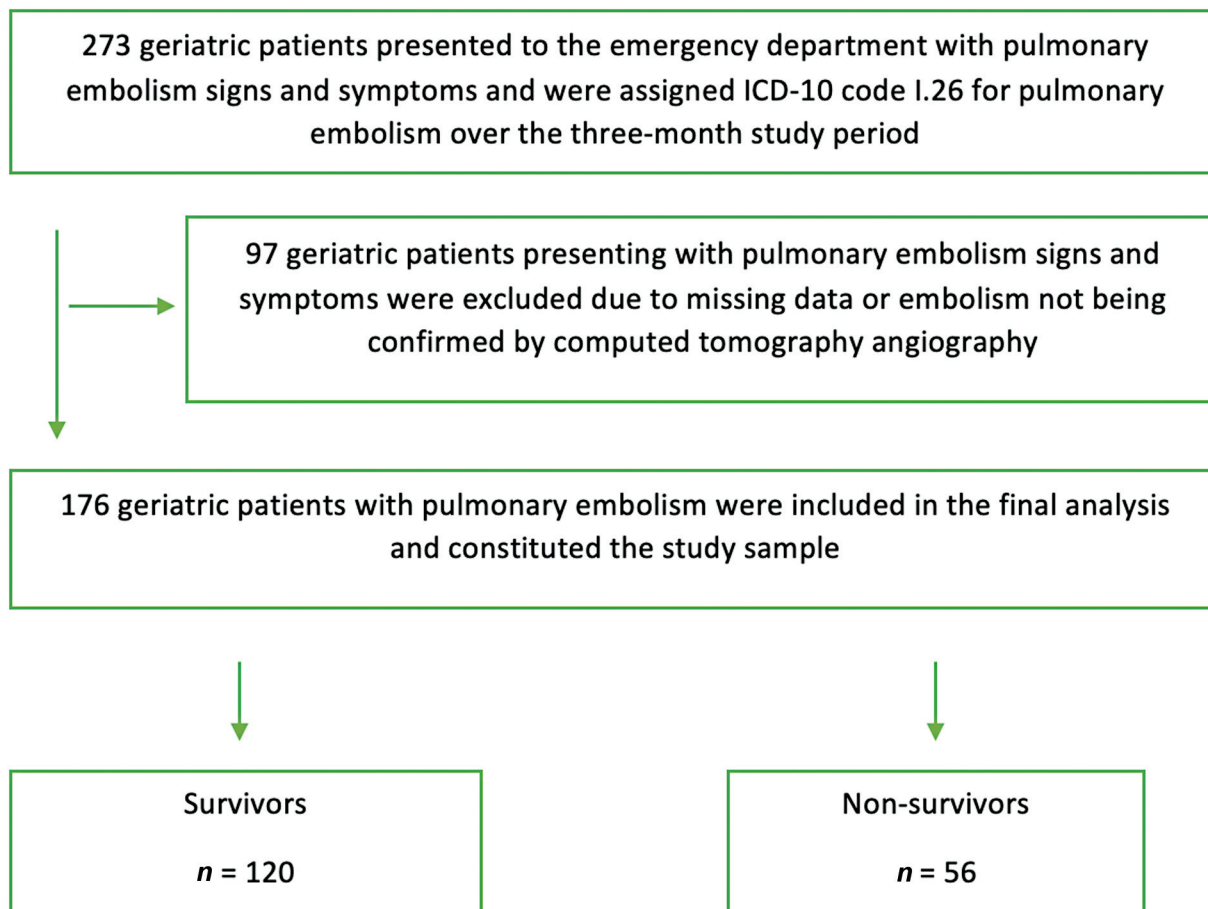 273 geriatric patients presented to the emergency department with pulmonary
embolism signs and symptoms and were assigned ICD-10 code I.26 for pulmonary
embolism over the three-month study period
97 geriatric patients presenting with pulmonary embolism signs and
symptoms were excluded due to missing data or embolism not being
confirmed by computed tomography angiography
176 geriatric patients with pulmonary embolism were included in the final analysis
and constituted the study sample
Survivors
n = 120
Non-survivors
n = 56